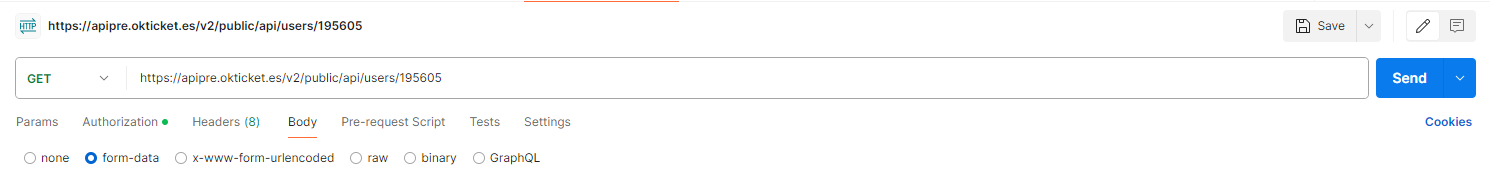 HTTP https://apipre.okticket.es/v2/public/api/users/195605 Save
GET https://apipre.okticket.es/v2/public/api/users/195605 Send
Params Authorization Headers (8) Body Pre-request Script Tests Settings Cookies
none form-data x-www-form-urlencoded raw binary GraphQL